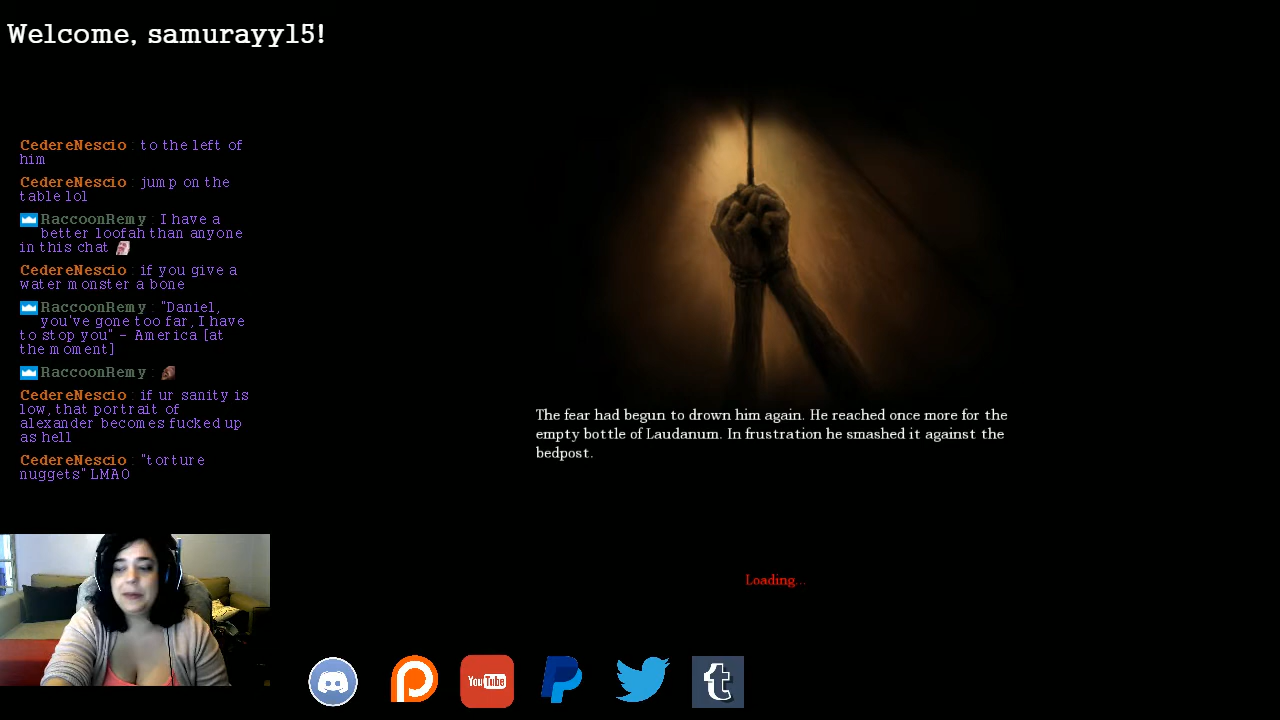 Welcome, samurayy15!
CedereNescio : to the left of
him
CedereNescio : jump on the
table lol
RaccoonRemy : I have a
better loofah than anyone
in this chat
CedereNescio : if you give a
water monster a bone
RaccoonRemy : "Daniel,
you've gone too far, I have
to stop you" - America [at
the moment]
RaccoonRemy :
CedereNescio : if ur sanity is
low, that portrait of
alexander becomes fucked up
as hell
CedereNescio : "torture
nuggets" LMAO
The fear had begun to drown him again. He reached once more for the
empty bottle of Laudanum. In frustration he smashed it against the
bedpost.
Loading...
You Tube